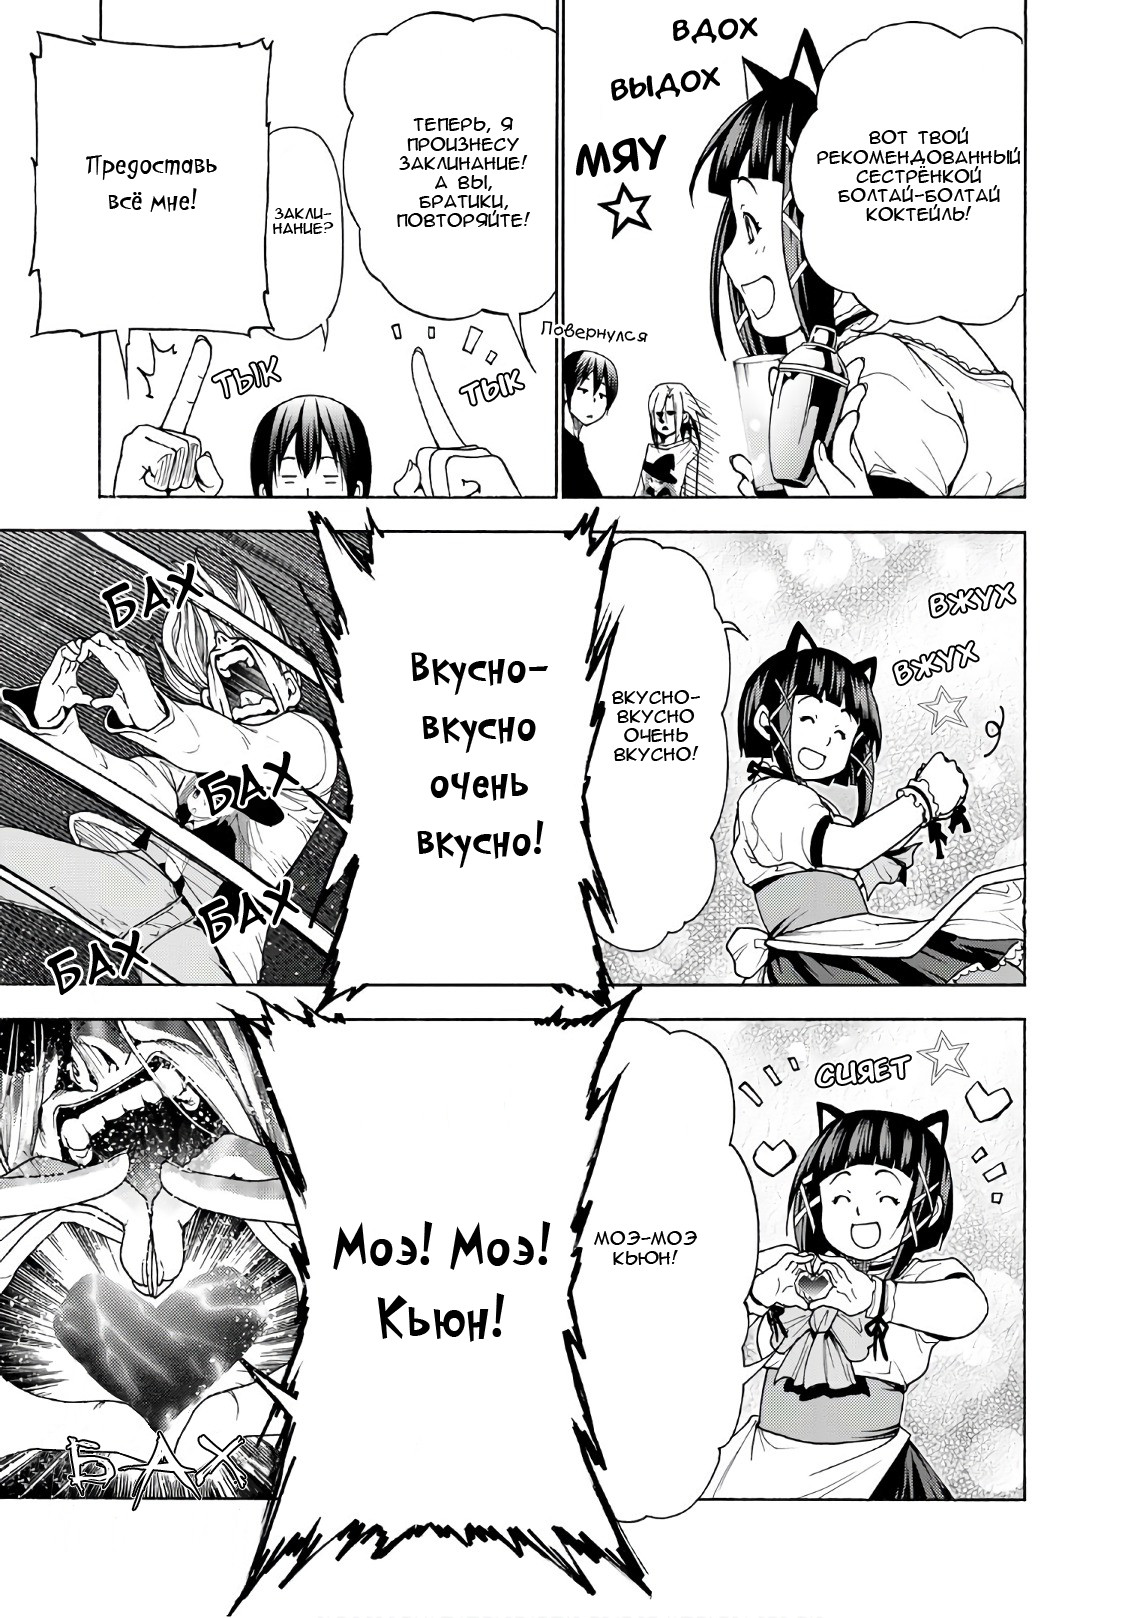 ВДОХ
ВЫДОХ
МЯУ
ВОТ ТВОЙ
РЕКОМЕНДОВАННЫЙ
СЕСТРЁНКОЙ
БОЛТАЙ-БОЛТАЙ
КОКТЕЙЛЬ!
Повернулся
ТЕПЕРЬ, Я
ПРОИЗНЕСУ
ЗАКЛИНАНИЕ!
А ВЫ,
БРАТИКИ,
ПОВТОРЯЙТЕ!
ТЫК
ЗАКЛИ-
НАНИЕ?
Предоставь
всё мне!
ТЫК
ВЖУХ
ВЖУХ
ВКУСНО-
ВКУСНО
ОЧЕНЬ
ВКУСНО!
Вкусно-
вкусно
очень
вкусно!
БАХ
БАХ
БАХ
БАХ
СИЯЕТ
МОЭ-МОЭ
КЬЮН!
Моэ! Моэ!
Кьюн!
БАХ